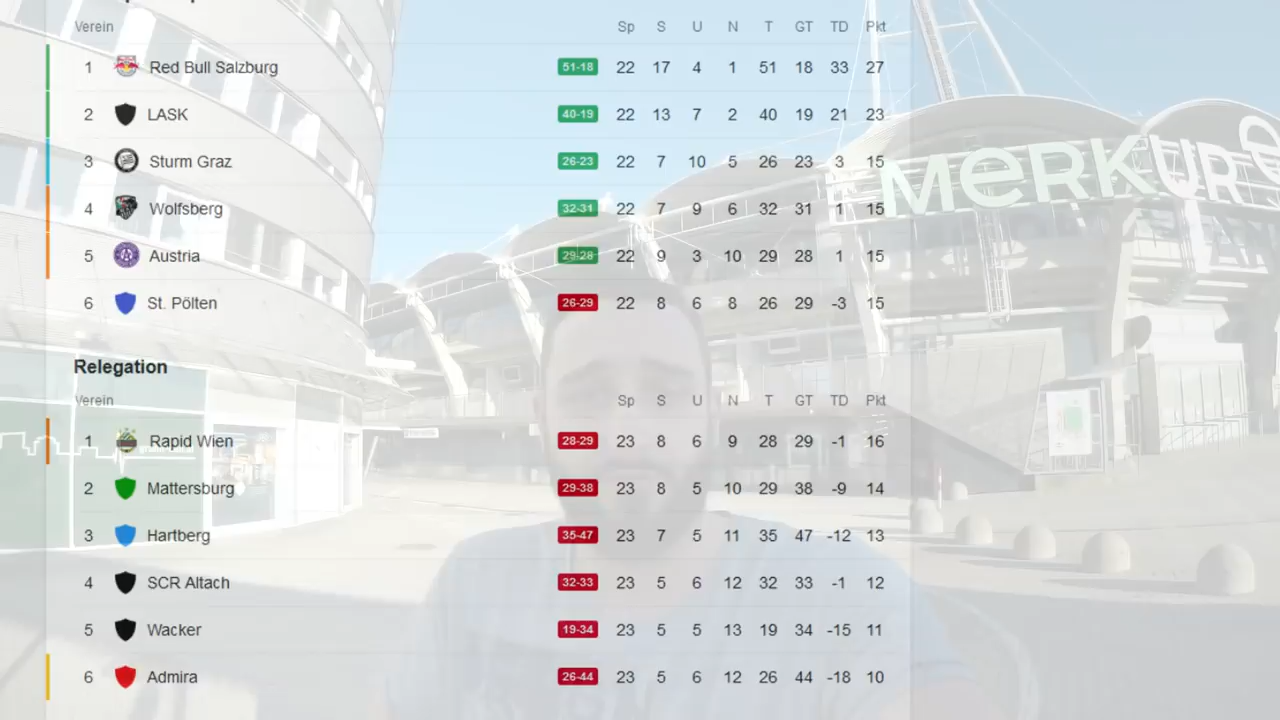 Verein Sp S U N T GT TD Pkt
1 Red Bull Salzburg 51-18 22 17 4 1 51 18 33 27
2 LASK 40-19 22 13 7 2 40 19 21 23
3 Sturm Graz 26-23 22 7 10 5 26 23 3 15
4 Wolfsberg 32-31 22 7 9 6 32 31 1 15
5 Austria 29-28 22 9 3 10 29 28 1 15
6 St. Pölten 26-29 22 8 6 8 26 29 -3 15
MERKUR
Relegation
Verein Sp S U N T GT TD Pkt
1 Rapid Wien 28-29 23 8 6 9 28 29 -1 16
2 Mattersburg 29-38 23 8 5 10 29 38 -9 14
3 Hartberg 35-47 23 7 5 11 35 47 -12 13
4 SCR Altach 32-33 23 5 6 12 32 33 -1 12
5 Wacker 19-34 23 5 5 13 19 34 -15 11
6 Admira 26-44 23 5 6 12 26 44 -18 10